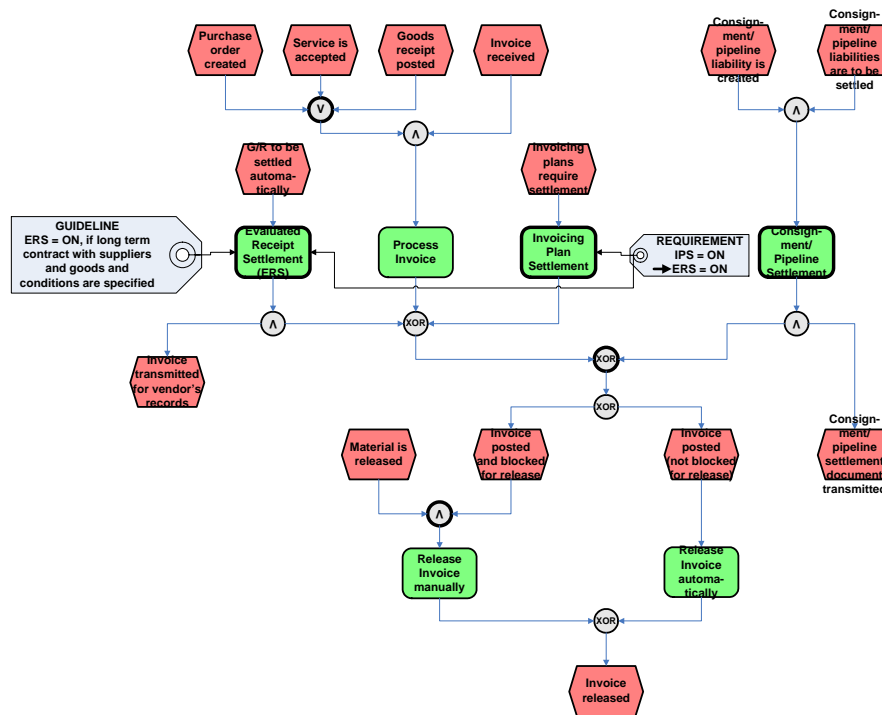 Purchase
order
created
Service is
accepted
Goods
receipt
posted
Invoice
received
Consign-
ment/
pipeline
liability is
created
Consign-
ment/
pipeline
liabilities
are to be
settled
V
Λ
Λ
G/R to be
settled
automa-
tically
Invoicing
plans
require
settlement
GUIDELINE
ERS = ON, if long term
contract with suppliers
and goods and
conditions are specified
Evaluated
Receipt
Settlement
(ERS)
Process
Invoice
Invoicing
Plan
Settlement
REQUIREMENT
IPS = ON
ERS = ON
Consign-
ment/
Pipeline
Settlement
Λ
XOR
Λ
Invoice
transmitted
for vendor's
records
XOR
XOR
Material is
released
Invoice
posted
and blocked
for release
Invoice
posted
(not blocked
for release)
Consign-
ment/
pipeline
settlement
document
transmitted
Λ
Release
Invoice
manually
Release
Invoice
automa-
tically
XOR
Invoice
released